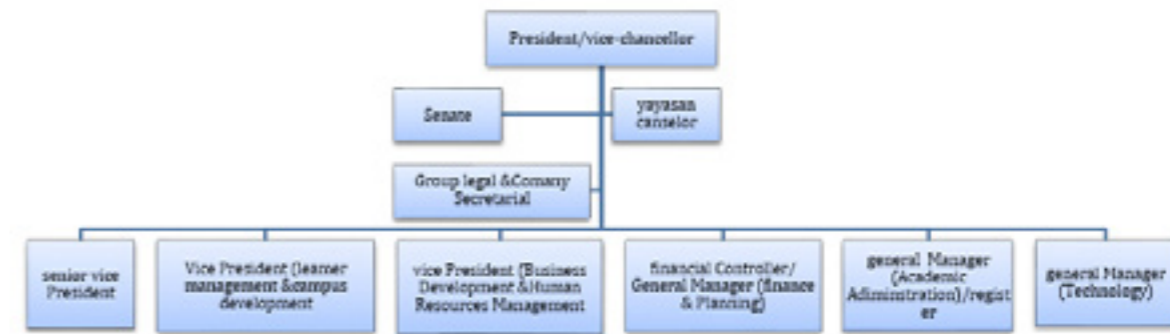 President/vice-chancellor
Senate
yayasan
canselor
Group legal &Comany
Secretarial
senior vice
President
Vice President (learner
management &campus
development
vice President (Business
Development &Human
Resources Management
financial Controller/
General Manager (finance
& Planning)
general Manager
(Academic
Adiminstration)/regist
er
general Manager
(Technology)